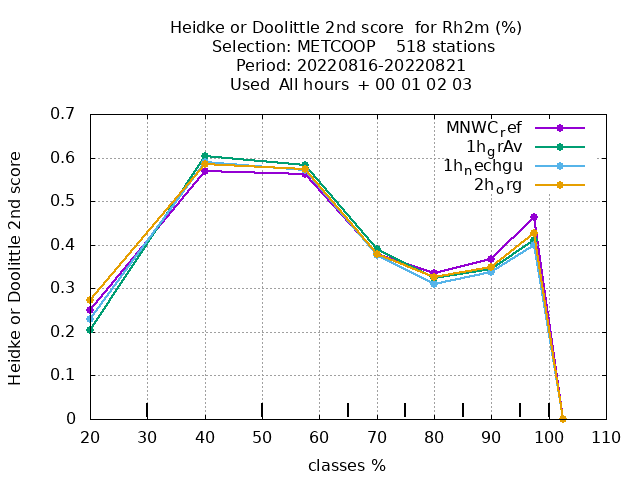 Heidke or Doolittle 2nd score  for Rh2m (%)
Selection: METCOOP    518 stations
Period: 20220816-20220821
Used  All hours  + 00 01 02 03
MNWC_ref
1h_grAv
1h_nechgu
2h_org
Heidke or Doolittle 2nd score
0.7
0.6
0.5
0.4
0.3
0.2
0.1
0
20 30 40 50 60 70 80 90 100 110
classes %